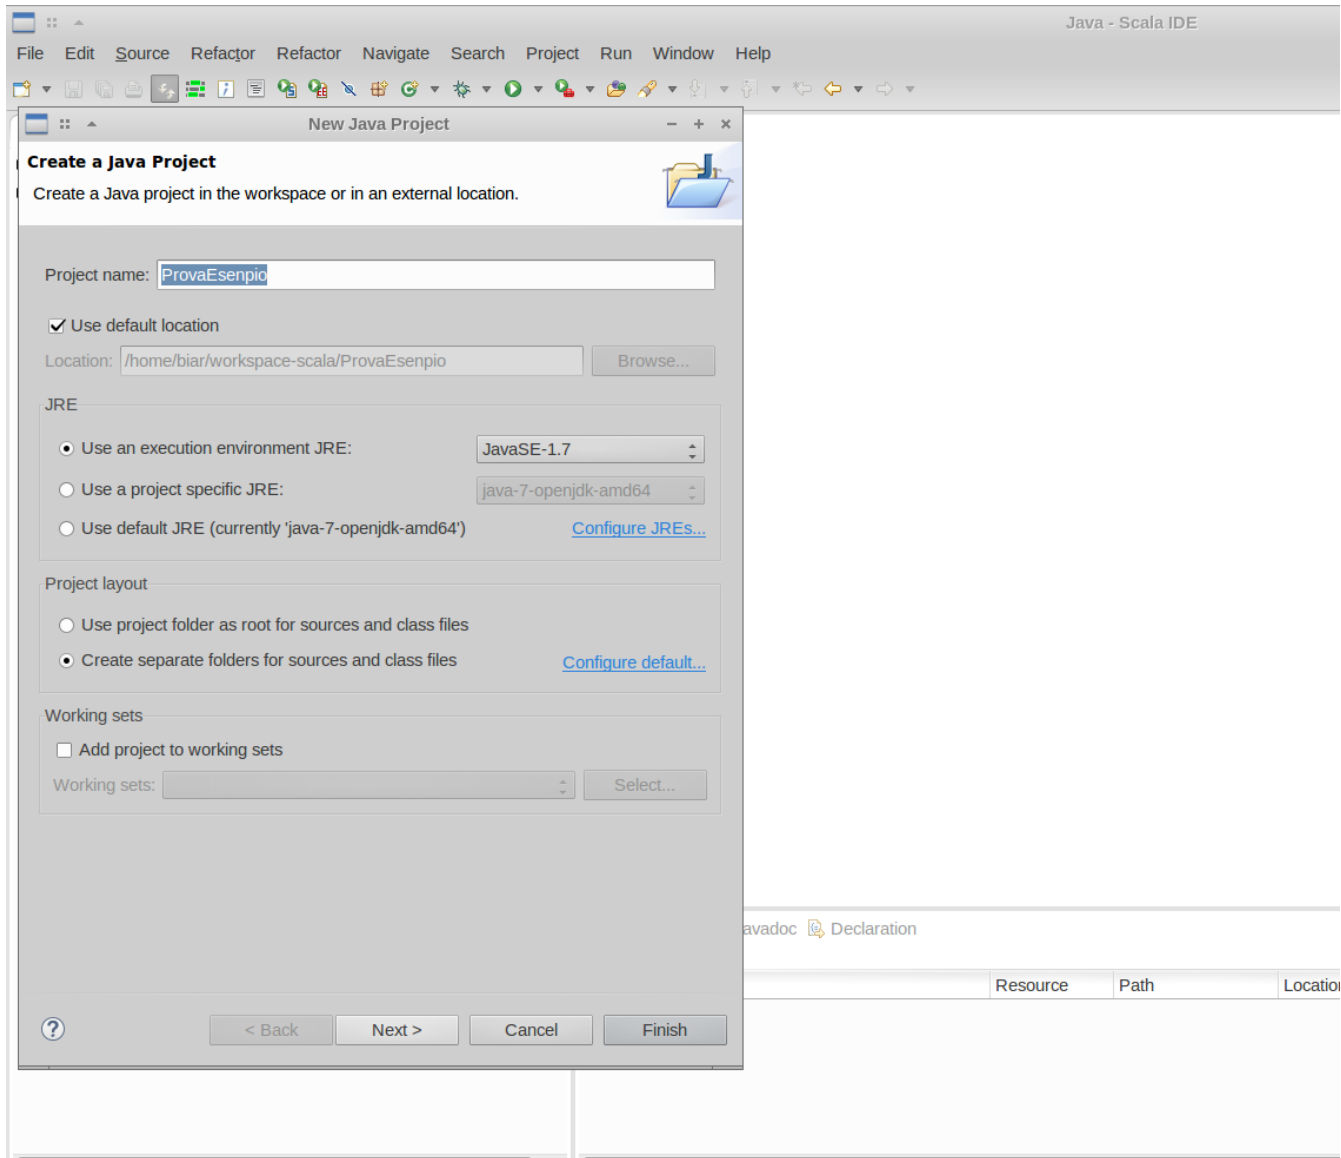 Java - Scala IDE
File Edit Source Refactor Refactor Navigate Search Project Run Window Help
New Java Project
Create a Java Project
Create a Java project in the workspace or in an external location.
Project name: ProvaEsenpio
Use default location
Location: /home/biar/workspace-scala/ProvaEsenpio Browse...
JRE
Use an execution environment JRE: JavaSE-1.7
Use a project specific JRE: java-7-openjdk-amd64
Use default JRE (currently 'java-7-openjdk-amd64') Configure JREs...
Project layout
Use project folder as root for sources and class files
Create separate folders for sources and class files Configure default...
Working sets
Add project to working sets
Working sets: Select...
avadoc Declaration
Resource Path Location
< Back Next > Cancel Finish